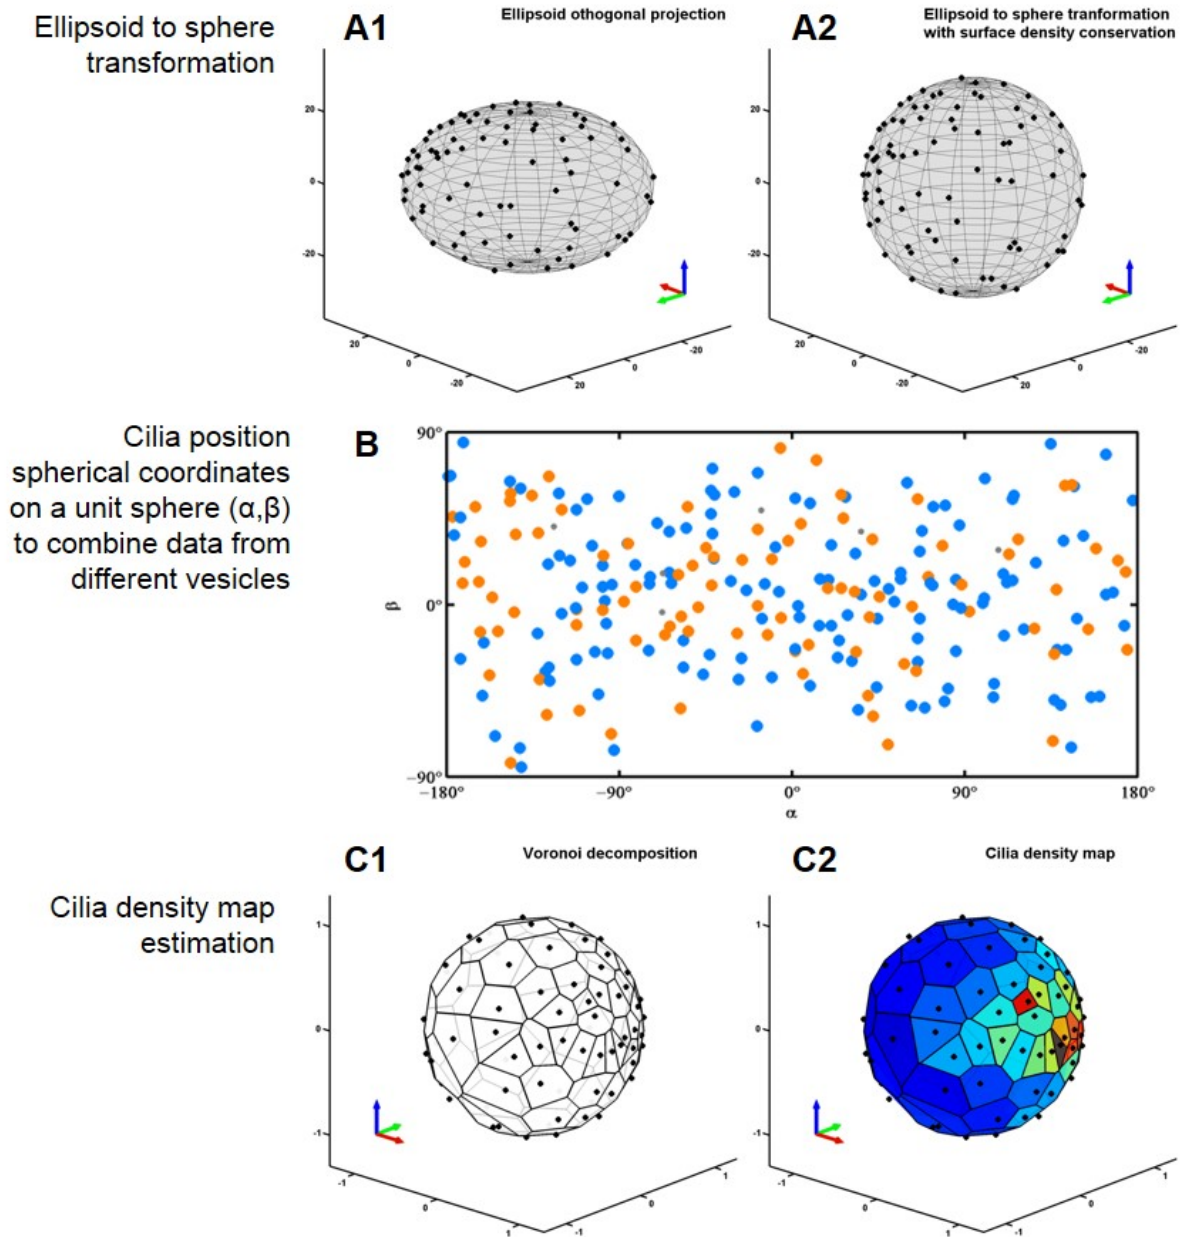 Ellipsoid to sphere
transformation
A1
Ellipsoid othogonal projection
A2
Ellipsoid to sphere tranformation
with surface density conservation
20
0
-20
20
0
-20
20
0
-20
20
0
-20
20
0
-20
20
0
-20
Cilia position
spherical coordinates
on a unit sphere (α,β)
to combine data from
different vesicles
B
90°
0°
−90°
β
−180°
−90°
0°
90°
180°
α
Cilia density map
estimation
C1
Voronoi decomposition
C2
Cilia density map
1
0
-1
-1
0
1
-1
0
1
1
0
-1
-1
0
1
-1
0
1